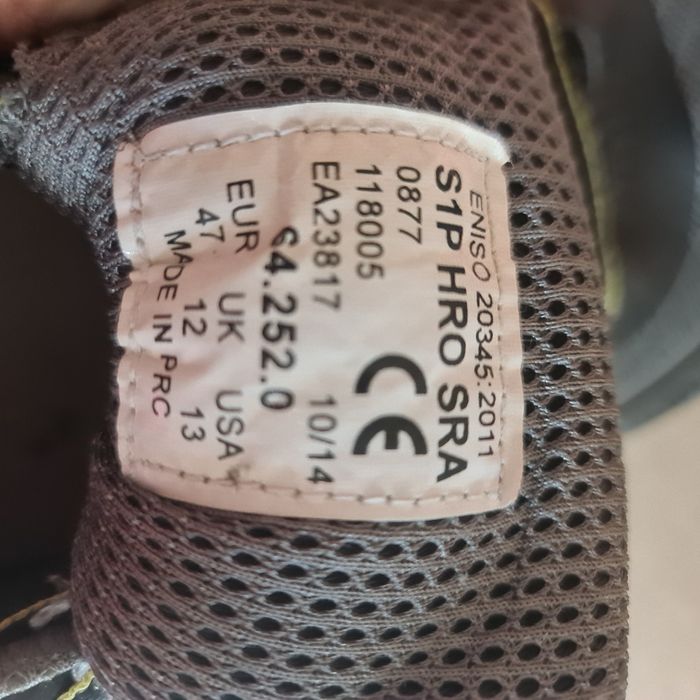 ENISO 20345:2011
S1P HRO SRA
0877
118005 CE
EA23817 10/14
64.252.0
EUR UK USA
47 12 13
MADE IN PRC